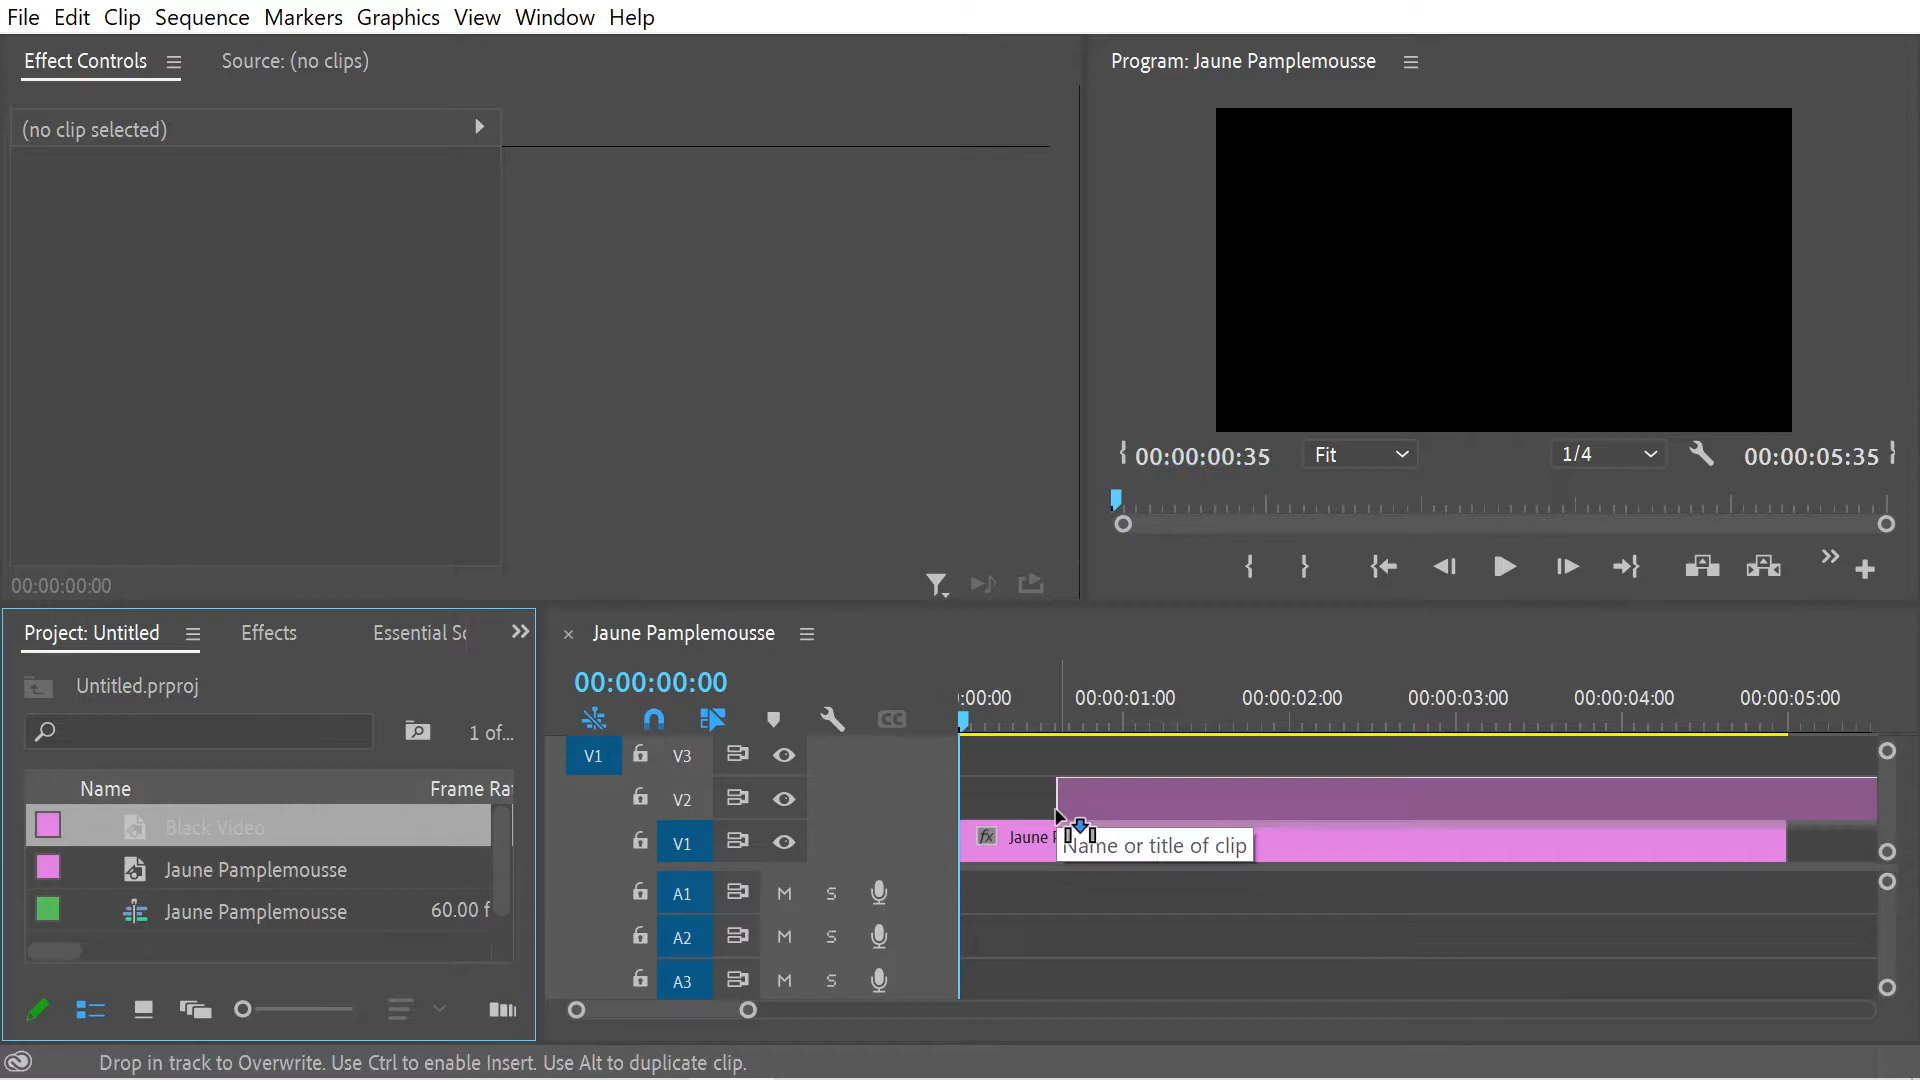 File Edit Clip Sequence Markers Graphics View Window Help
Effect Controls Source: (no clips)
Program: Jaune Pamplemousse
(no clip selected)
00:00:00:35 Fit 1/4 00:00:05:35
00:00:00:00
Project: Untitled Effects Essential So
Jaune Pamplemousse
Untitled.prproj
00:00:00:00
:00:00 00:00:01:00 00:00:02:00 00:00:03:00 00:00:04:00 00:00:05:00
1 of...
CC
V1 V3
Name Frame Ra
V2
Black Video
V1
fx Jaune P
Name or title of clip
Jaune Pamplemousse
A1 M S
Jaune Pamplemousse 60.00 f
A2 M S
A3 M S
Drop in track to Overwrite. Use Ctrl to enable Insert. Use Alt to duplicate clip.